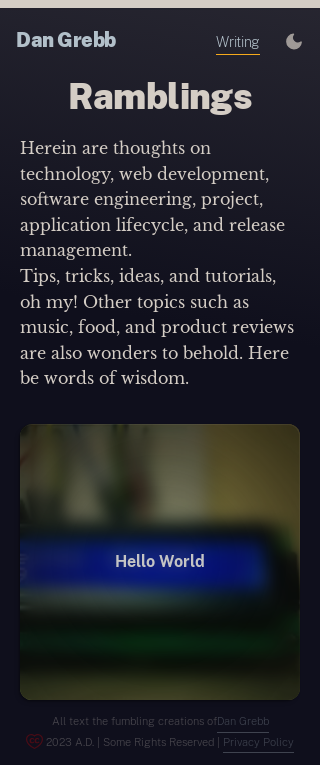 Dan Grebb
Writing
Ramblings
Herein are thoughts on
technology, web development,
software engineering, project,
application lifecycle, and release
management.
Tips, tricks, ideas, and tutorials,
oh my! Other topics such as
music, food, and product reviews
are also wonders to behold. Here
be words of wisdom.
Hello World
All text the fumbling creations ofDan Grebb
2023 A.D. | Some Rights Reserved | Privacy Policy